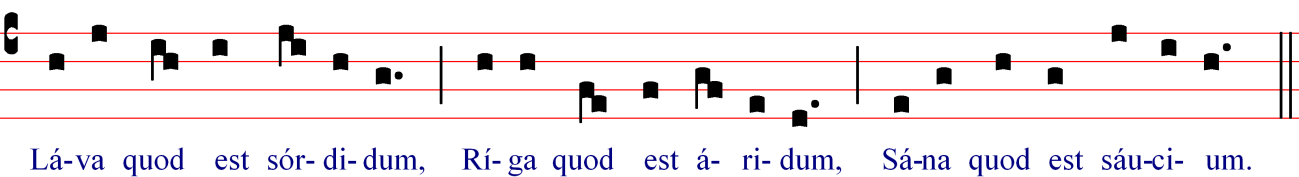 Lá-va quod est sór-di-dum, Rí-ga quod est á-ri-dum, Sá-na quod est sáu-ci-um.